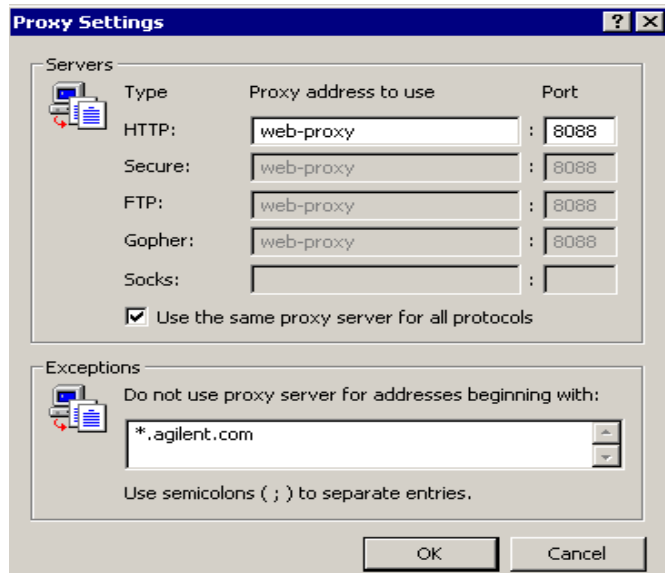 Proxy Settings
Servers
Type Proxy address to use Port
HTTP: web-proxy : 8088
Secure: web-proxy : 8088
FTP: web-proxy : 8088
Gopher: web-proxy : 8088
Socks: :
Use the same proxy server for all protocols
Exceptions
Do not use proxy server for addresses beginning with:
*.agilent.com
Use semicolons ( ; ) to separate entries.
OK Cancel